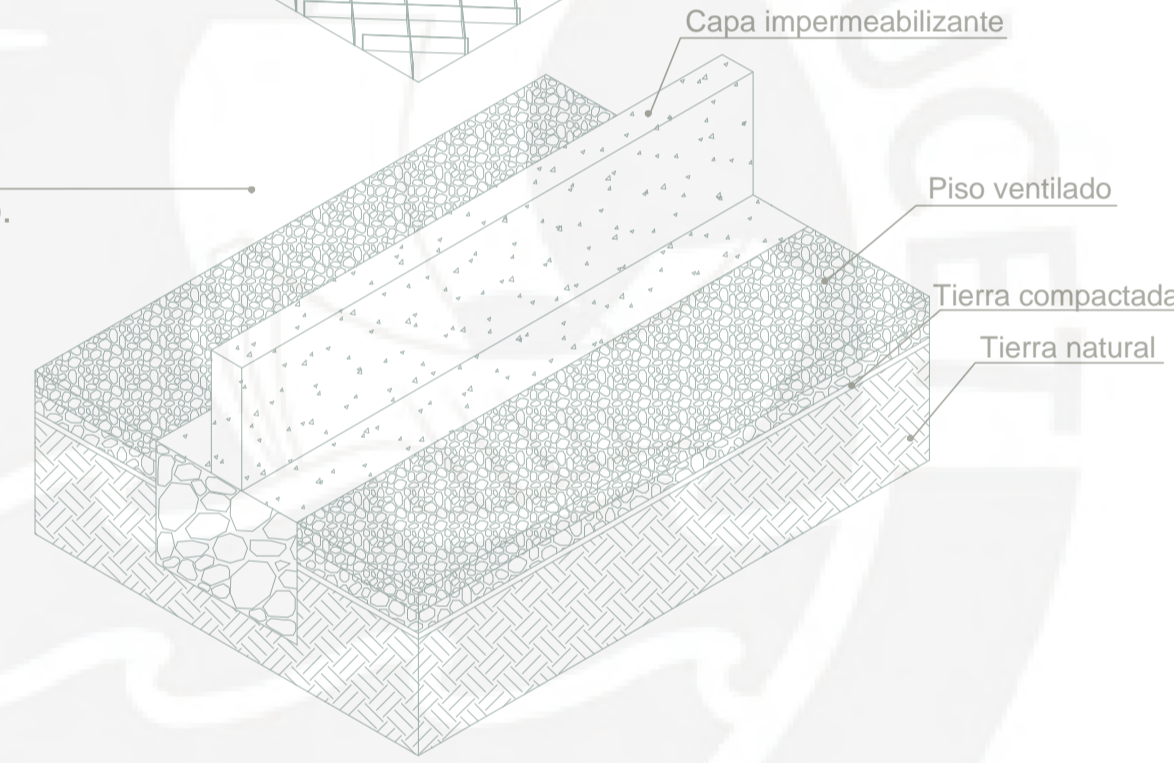 Capa impermeabilizante
Piso ventilado
Tierra compactada
Tierra natural